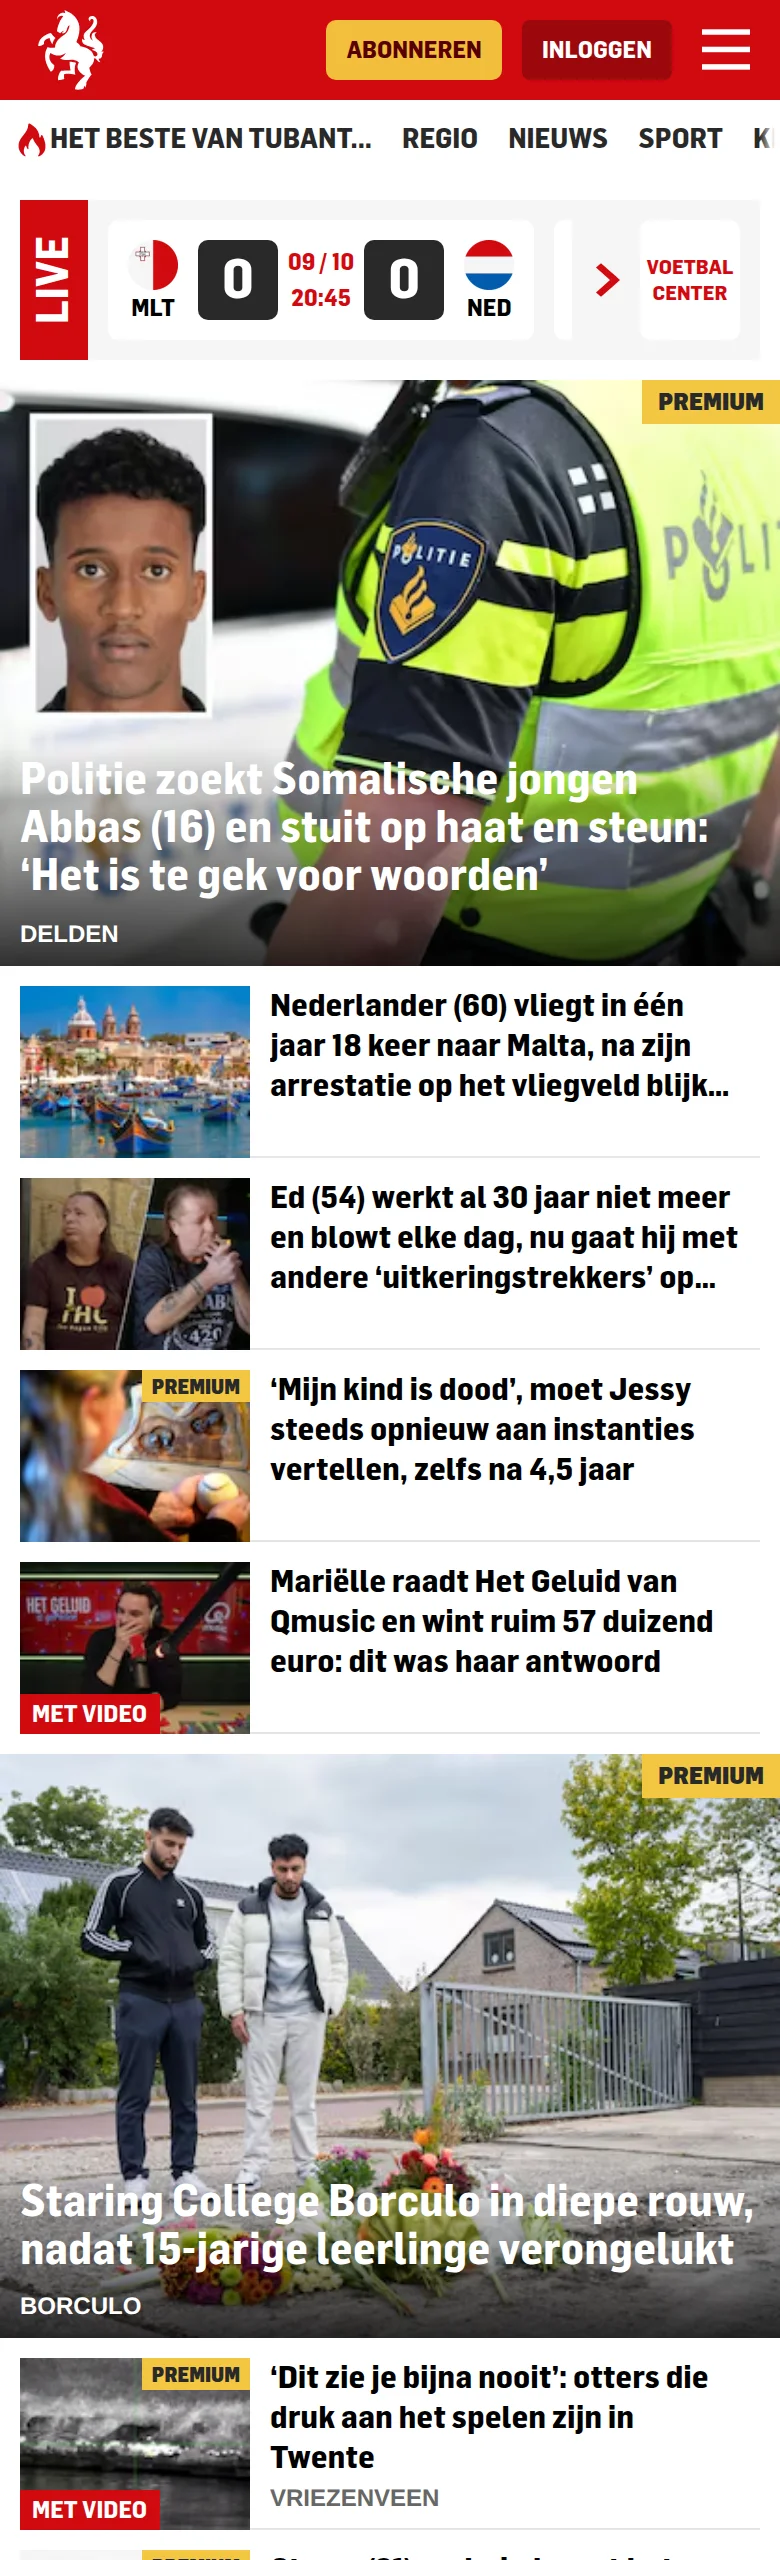 ABONNEREN
INLOGGEN
HET BESTE VAN TUBANT... REGIO NIEUWS SPORT
LIVE
MLT
0
09 / 10
20:45
0
NED
VOETBAL
CENTER
PREMIUM
POLITIE
Politie zoekt Somalische jongen
Abbas (16) en stuit op haat en steun:
‘Het is te gek voor woorden’
DELDEN
Nederlander (60) vliegt in één
jaar 18 keer naar Malta, na zijn
arrestatie op het vliegveld blijk...
Ed (54) werkt al 30 jaar niet meer
en blowt elke dag, nu gaat hij met
andere ‘uitkeringstrekkers’ op...
I
THC
420
PREMIUM
‘Mijn kind is dood’, moet Jessy
steeds opnieuw aan instanties
vertellen, zelfs na 4,5 jaar
HET GELUID
MET VIDEO
Mariëlle raadt Het Geluid van
Qmusic en wint ruim 57 duizend
euro: dit was haar antwoord
PREMIUM
Staring College Borculo in diepe rouw,
nadat 15-jarige leerlinge verongelukt
BORCULO
PREMIUM
MET VIDEO
‘Dit zie je bijna nooit’: otters die
druk aan het spelen zijn in
Twente
VRIEZENVEEN